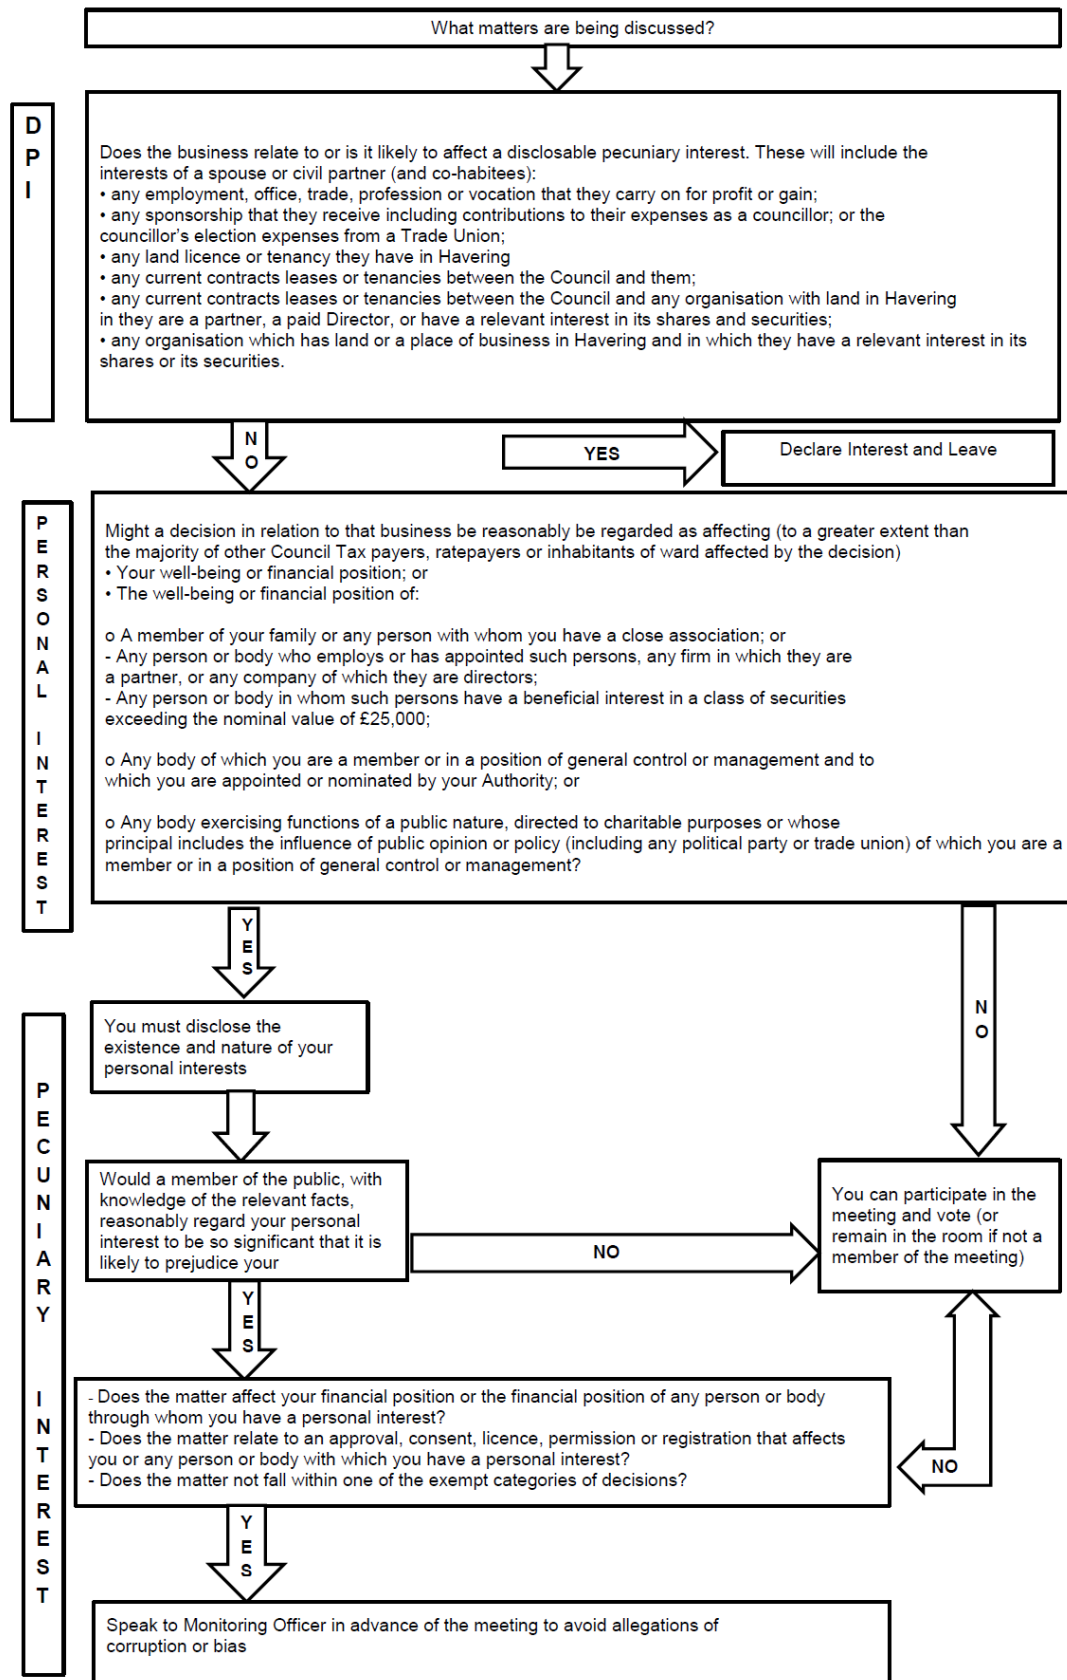 What matters are being discussed?
D
P
I
Does the business relate to or is it likely to affect a disclosable pecuniary interest. These will include the
interests of a spouse or civil partner (and co-habitees):
• any employment, office, trade, profession or vocation that they carry on for profit or gain;
• any sponsorship that they receive including contributions to their expenses as a councillor; or the
councillor's election expenses from a Trade Union;
• any land licence or tenancy they have in Havering
• any current contracts leases or tenancies between the Council and them;
• any current contracts leases or tenancies between the Council and any organisation with land in Havering
in they are a partner, a paid Director, or have a relevant interest in its shares and securities;
• any organisation which has land or a place of business in Havering and in which they have a relevant interest in its
shares or its securities.
N
O
YES
Declare Interest and Leave
P
E
R
S
O
N
A
L
I
N
T
E
R
E
S
T
Might a decision in relation to that business be reasonably be regarded as affecting (to a greater extent than
the majority of other Council Tax payers, ratepayers or inhabitants of ward affected by the decision)
• Your well-being or financial position; or
• The well-being or financial position of:
o A member of your family or any person with whom you have a close association; or
- Any person or body who employs or has appointed such persons, any firm in which they are
a partner, or any company of which they are directors;
- Any person or body in whom such persons have a beneficial interest in a class of securities
exceeding the nominal value of £25,000;
o Any body of which you are a member or in a position of general control or management and to
which you are appointed or nominated by your Authority; or
o Any body exercising functions of a public nature, directed to charitable purposes or whose
principal includes the influence of public opinion or policy (including any political party or trade union) of which you are a
member or in a position of general control or management?
Y
E
S
N
O
P
E
C
U
N
I
A
R
Y
I
N
T
E
R
E
S
T
You must disclose the
existence and nature of your
personal interests
Would a member of the public, with
knowledge of the relevant facts,
reasonably regard your personal
interest to be so significant that it is
likely to prejudice your
NO
You can participate in the
meeting and vote (or
remain in the room if not a
member of the meeting)
Y
E
S
- Does the matter affect your financial position or the financial position of any person or body
through whom you have a personal interest?
- Does the matter relate to an approval, consent, licence, permission or registration that affects
you or any person or body with which you have a personal interest?
- Does the matter not fall within one of the exempt categories of decisions?
NO
Y
E
S
Speak to Monitoring Officer in advance of the meeting to avoid allegations of
corruption or bias